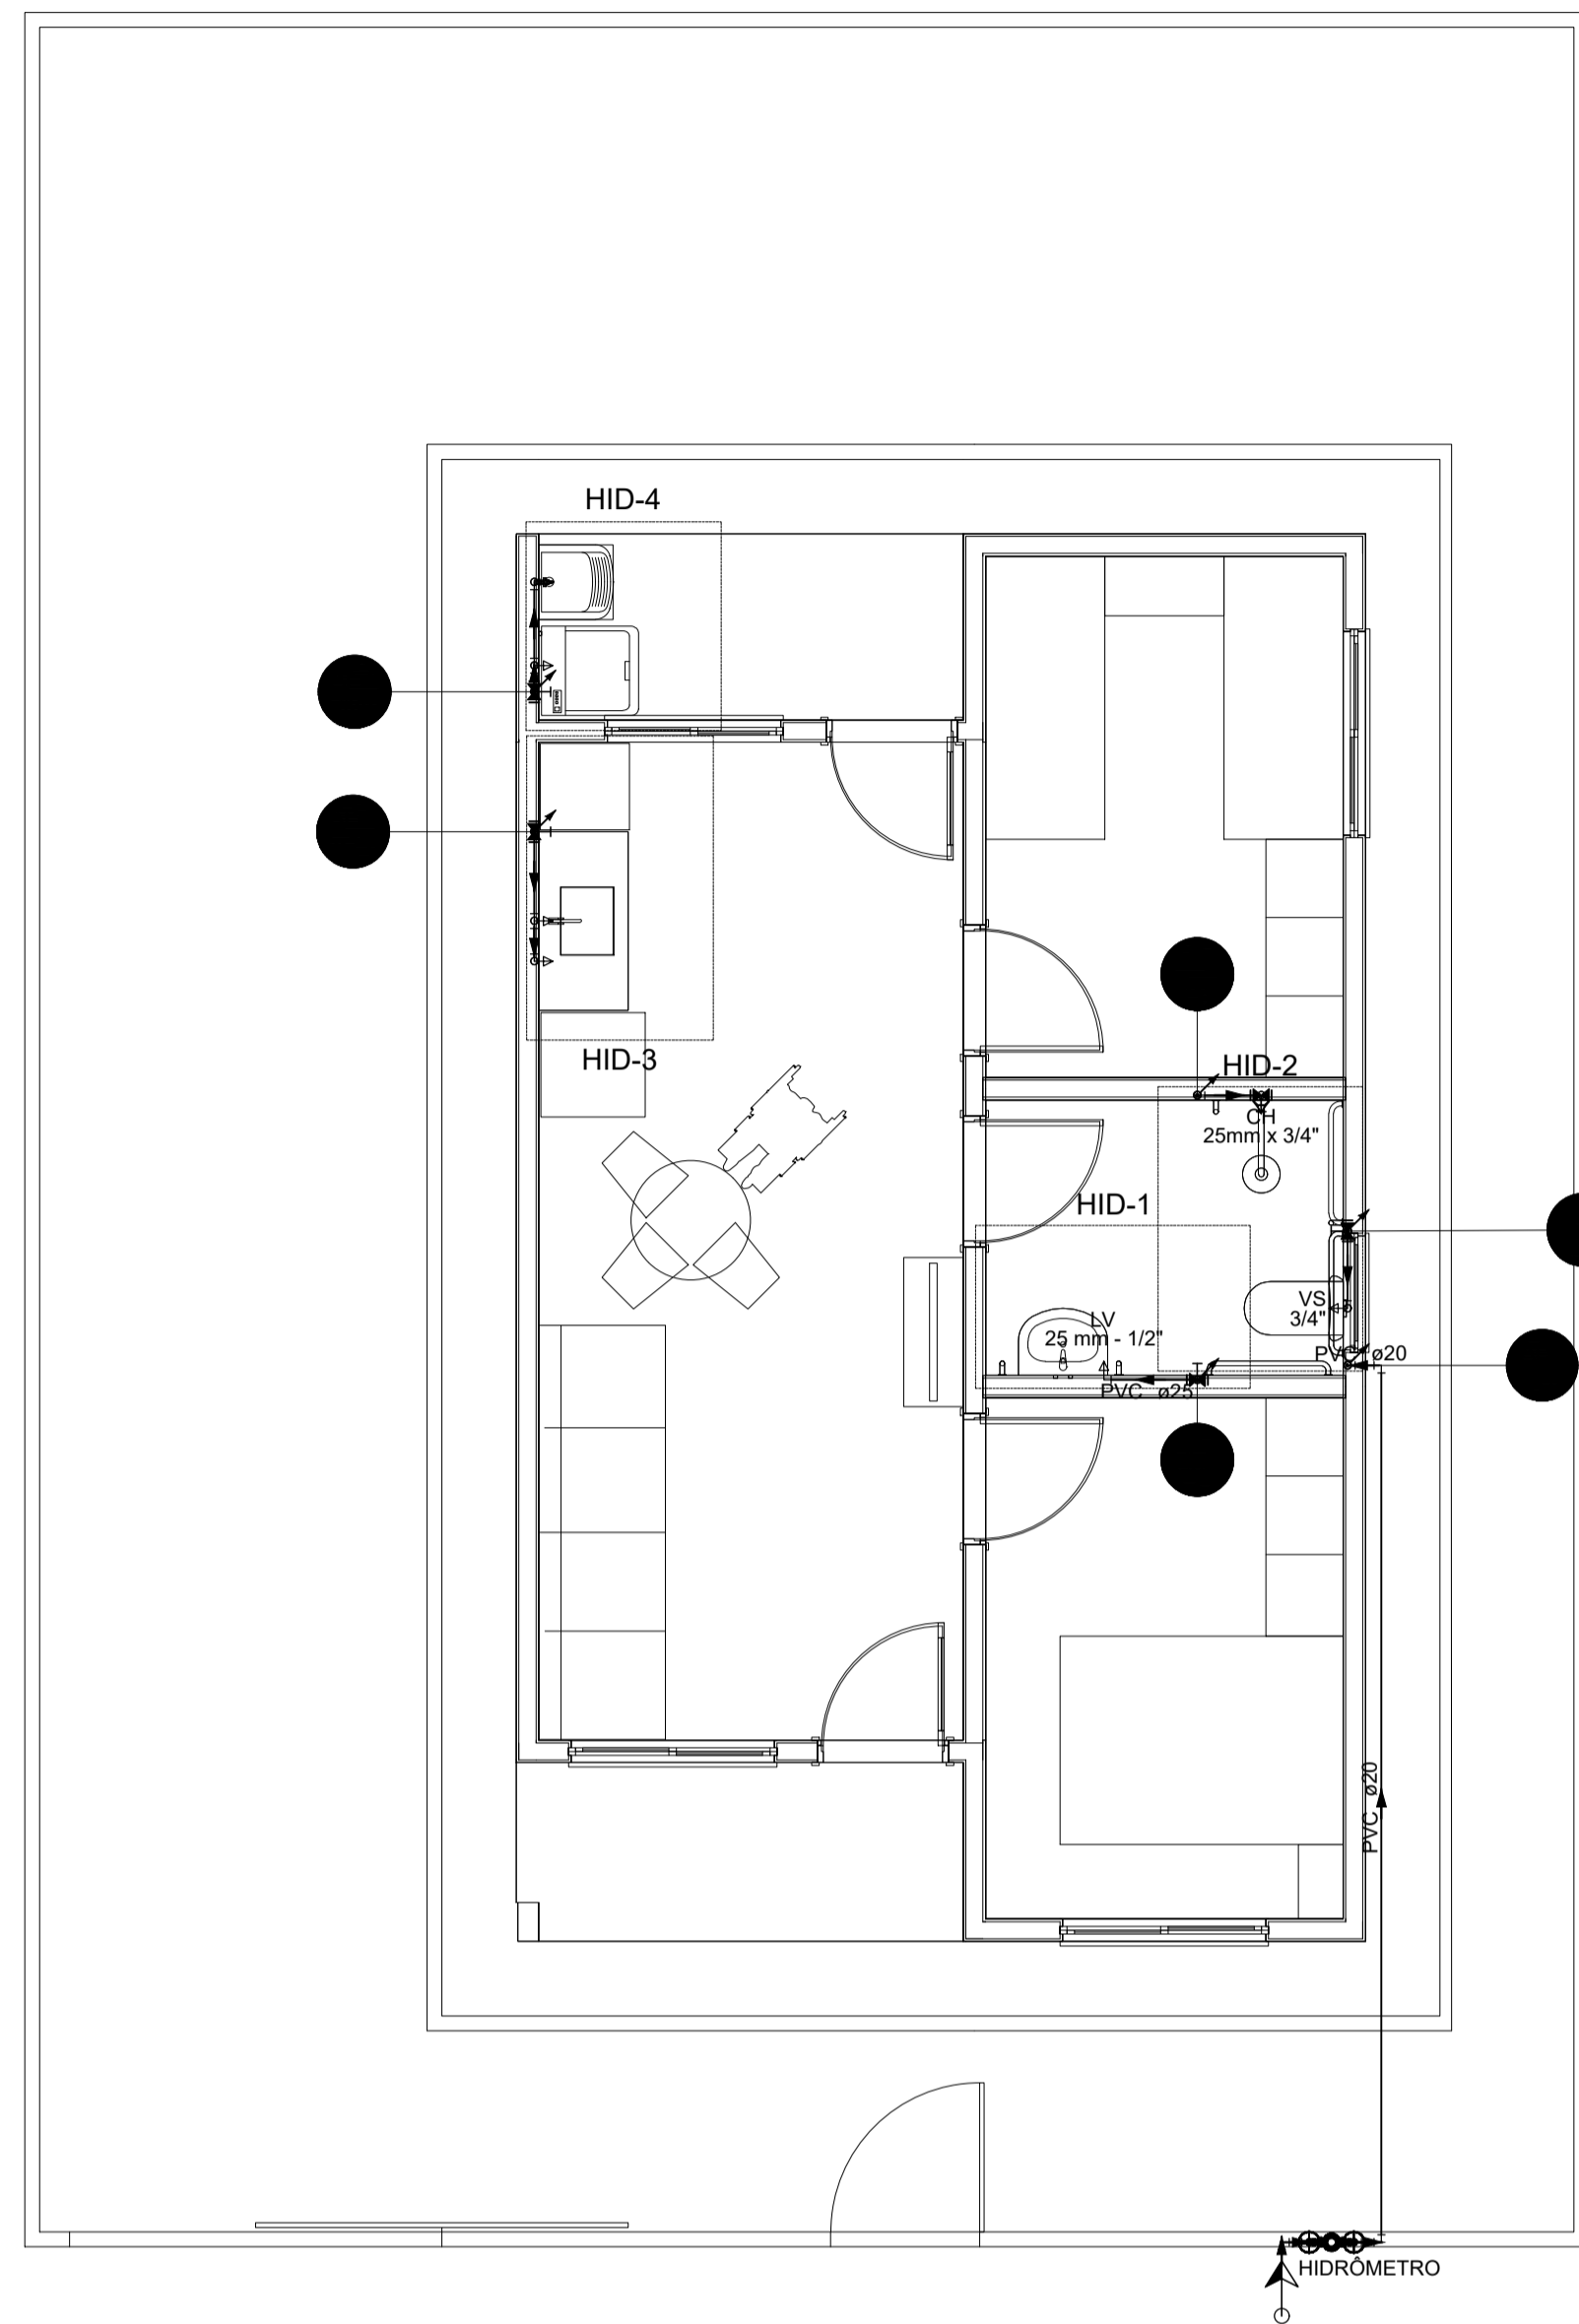 HID-4
HID-3
HID-2
CH
25mm x 3/4"
HID-1
VS
3/4"
LV
25 mm - 1/2"
PVC ø20
PVC ø25
PVC ø20
HIDRÔMETRO